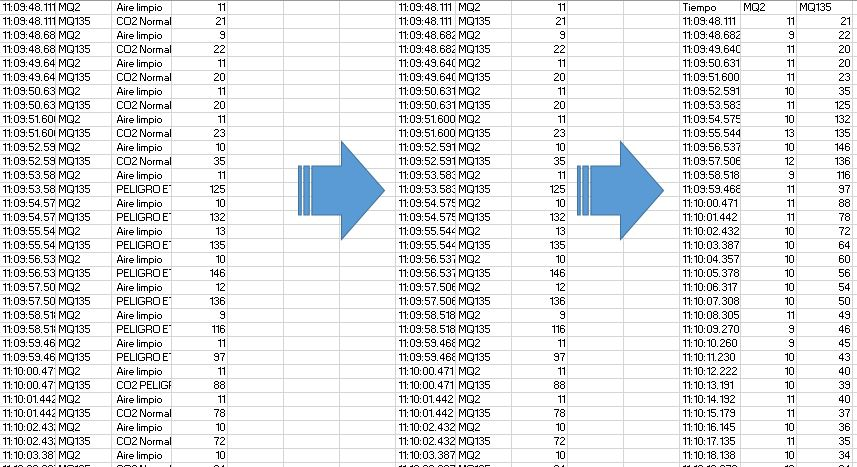 11:09:48.111 MQ2 Aire limpio 11 11:09:48.111 MQ2 11 Tiempo MQ2 MQ135
11:09:48.111 MQ135 CO2 Normal 21 11:09:48.111 MQ135 21 11:09:48.111 11 21
11:09:48.68 MQ2 Aire limpio 9 11:09:48.682 MQ2 9 11:09:48.682 9 22
11:09:48.68 MQ135 CO2 Normal 22 11:09:48.682 MQ135 22 11:09:49.640 11 20
11:09:49.64 MQ2 Aire limpio 11 11:09:49.640 MQ2 11 11:09:50.631 11 20
11:09:49.64 MQ135 CO2 Normal 20 11:09:49.640 MQ135 20 11:09:51.600 11 23
11:09:50.63 MQ2 Aire limpio 11 11:09:50.631 MQ2 11 11:09:52.591 10 35
11:09:50.63 MQ135 CO2 Normal 20 11:09:50.631 MQ135 20 11:09:53.583 11 125
11:09:51.600 MQ2 Aire limpio 11 11:09:51.600 MQ2 11 11:09:54.575 10 132
11:09:51.600 MQ135 CO2 Normal 23 11:09:51.600 MQ135 23 11:09:55.544 13 135
11:09:52.59 MQ2 Aire limpio 10 11:09:52.591 MQ2 10 11:09:56.537 10 146
11:09:52.59 MQ135 CO2 Normal 35 11:09:52.591 MQ135 35 11:09:57.506 12 136
11:09:53.58 MQ2 Aire limpio 11 11:09:53.583 MQ2 11 11:09:58.518 9 116
11:09:53.58 MQ135 PELIGRO ET 125 11:09:53.583 MQ135 125 11:09:59.468 11 97
11:09:54.57 MQ2 Aire limpio 10 11:09:54.575 MQ2 10 11:10:00.471 11 88
11:09:54.57 MQ135 PELIGRO ET 132 11:09:54.575 MQ135 132 11:10:01.442 11 78
11:09:55.54 MQ2 Aire limpio 13 11:09:55.544 MQ2 13 11:10:02.432 10 72
11:09:55.54 MQ135 PELIGRO ET 135 11:09:55.544 MQ135 135 11:10:03.387 10 64
11:09:56.53 MQ2 Aire limpio 10 11:09:56.537 MQ2 10 11:10:04.357 10 60
11:09:56.53 MQ135 PELIGRO ET 146 11:09:56.537 MQ135 146 11:10:05.378 10 56
11:09:57.50 MQ2 Aire limpio 12 11:09:57.506 MQ2 12 11:10:06.317 10 54
11:09:57.50 MQ135 PELIGRO ET 136 11:09:57.506 MQ135 136 11:10:07.308 10 50
11:09:58.51 MQ2 Aire limpio 9 11:09:58.518 MQ2 9 11:10:08.305 11 49
11:09:58.51 MQ135 PELIGRO ET 116 11:09:58.518 MQ135 116 11:10:09.270 9 46
11:09:59.46 MQ2 Aire limpio 11 11:09:59.468 MQ2 11 11:10:10.260 9 45
11:09:59.46 MQ135 PELIGRO ET 97 11:09:59.468 MQ135 97 11:10:11.230 10 43
11:10:00.47 MQ2 Aire limpio 11 11:10:00.471 MQ2 11 11:10:12.222 10 40
11:10:00.47 MQ135 CO2 PELIGR 88 11:10:00.471 MQ135 88 11:10:13.191 10 39
11:10:01.442 MQ2 Aire limpio 11 11:10:01.442 MQ2 11 11:10:14.192 11 40
11:10:01.442 MQ135 CO2 Normal 78 11:10:01.442 MQ135 78 11:10:15.179 11 37
11:10:02.432 MQ2 Aire limpio 10 11:10:02.432 MQ2 10 11:10:16.145 10 36
11:10:02.432 MQ135 CO2 Normal 72 11:10:02.432 MQ135 72 11:10:17.135 11 35
11:10:03.387 MQ2 Aire limpio 10 11:10:03.387 MQ2 10 11:10:18.138 10 34